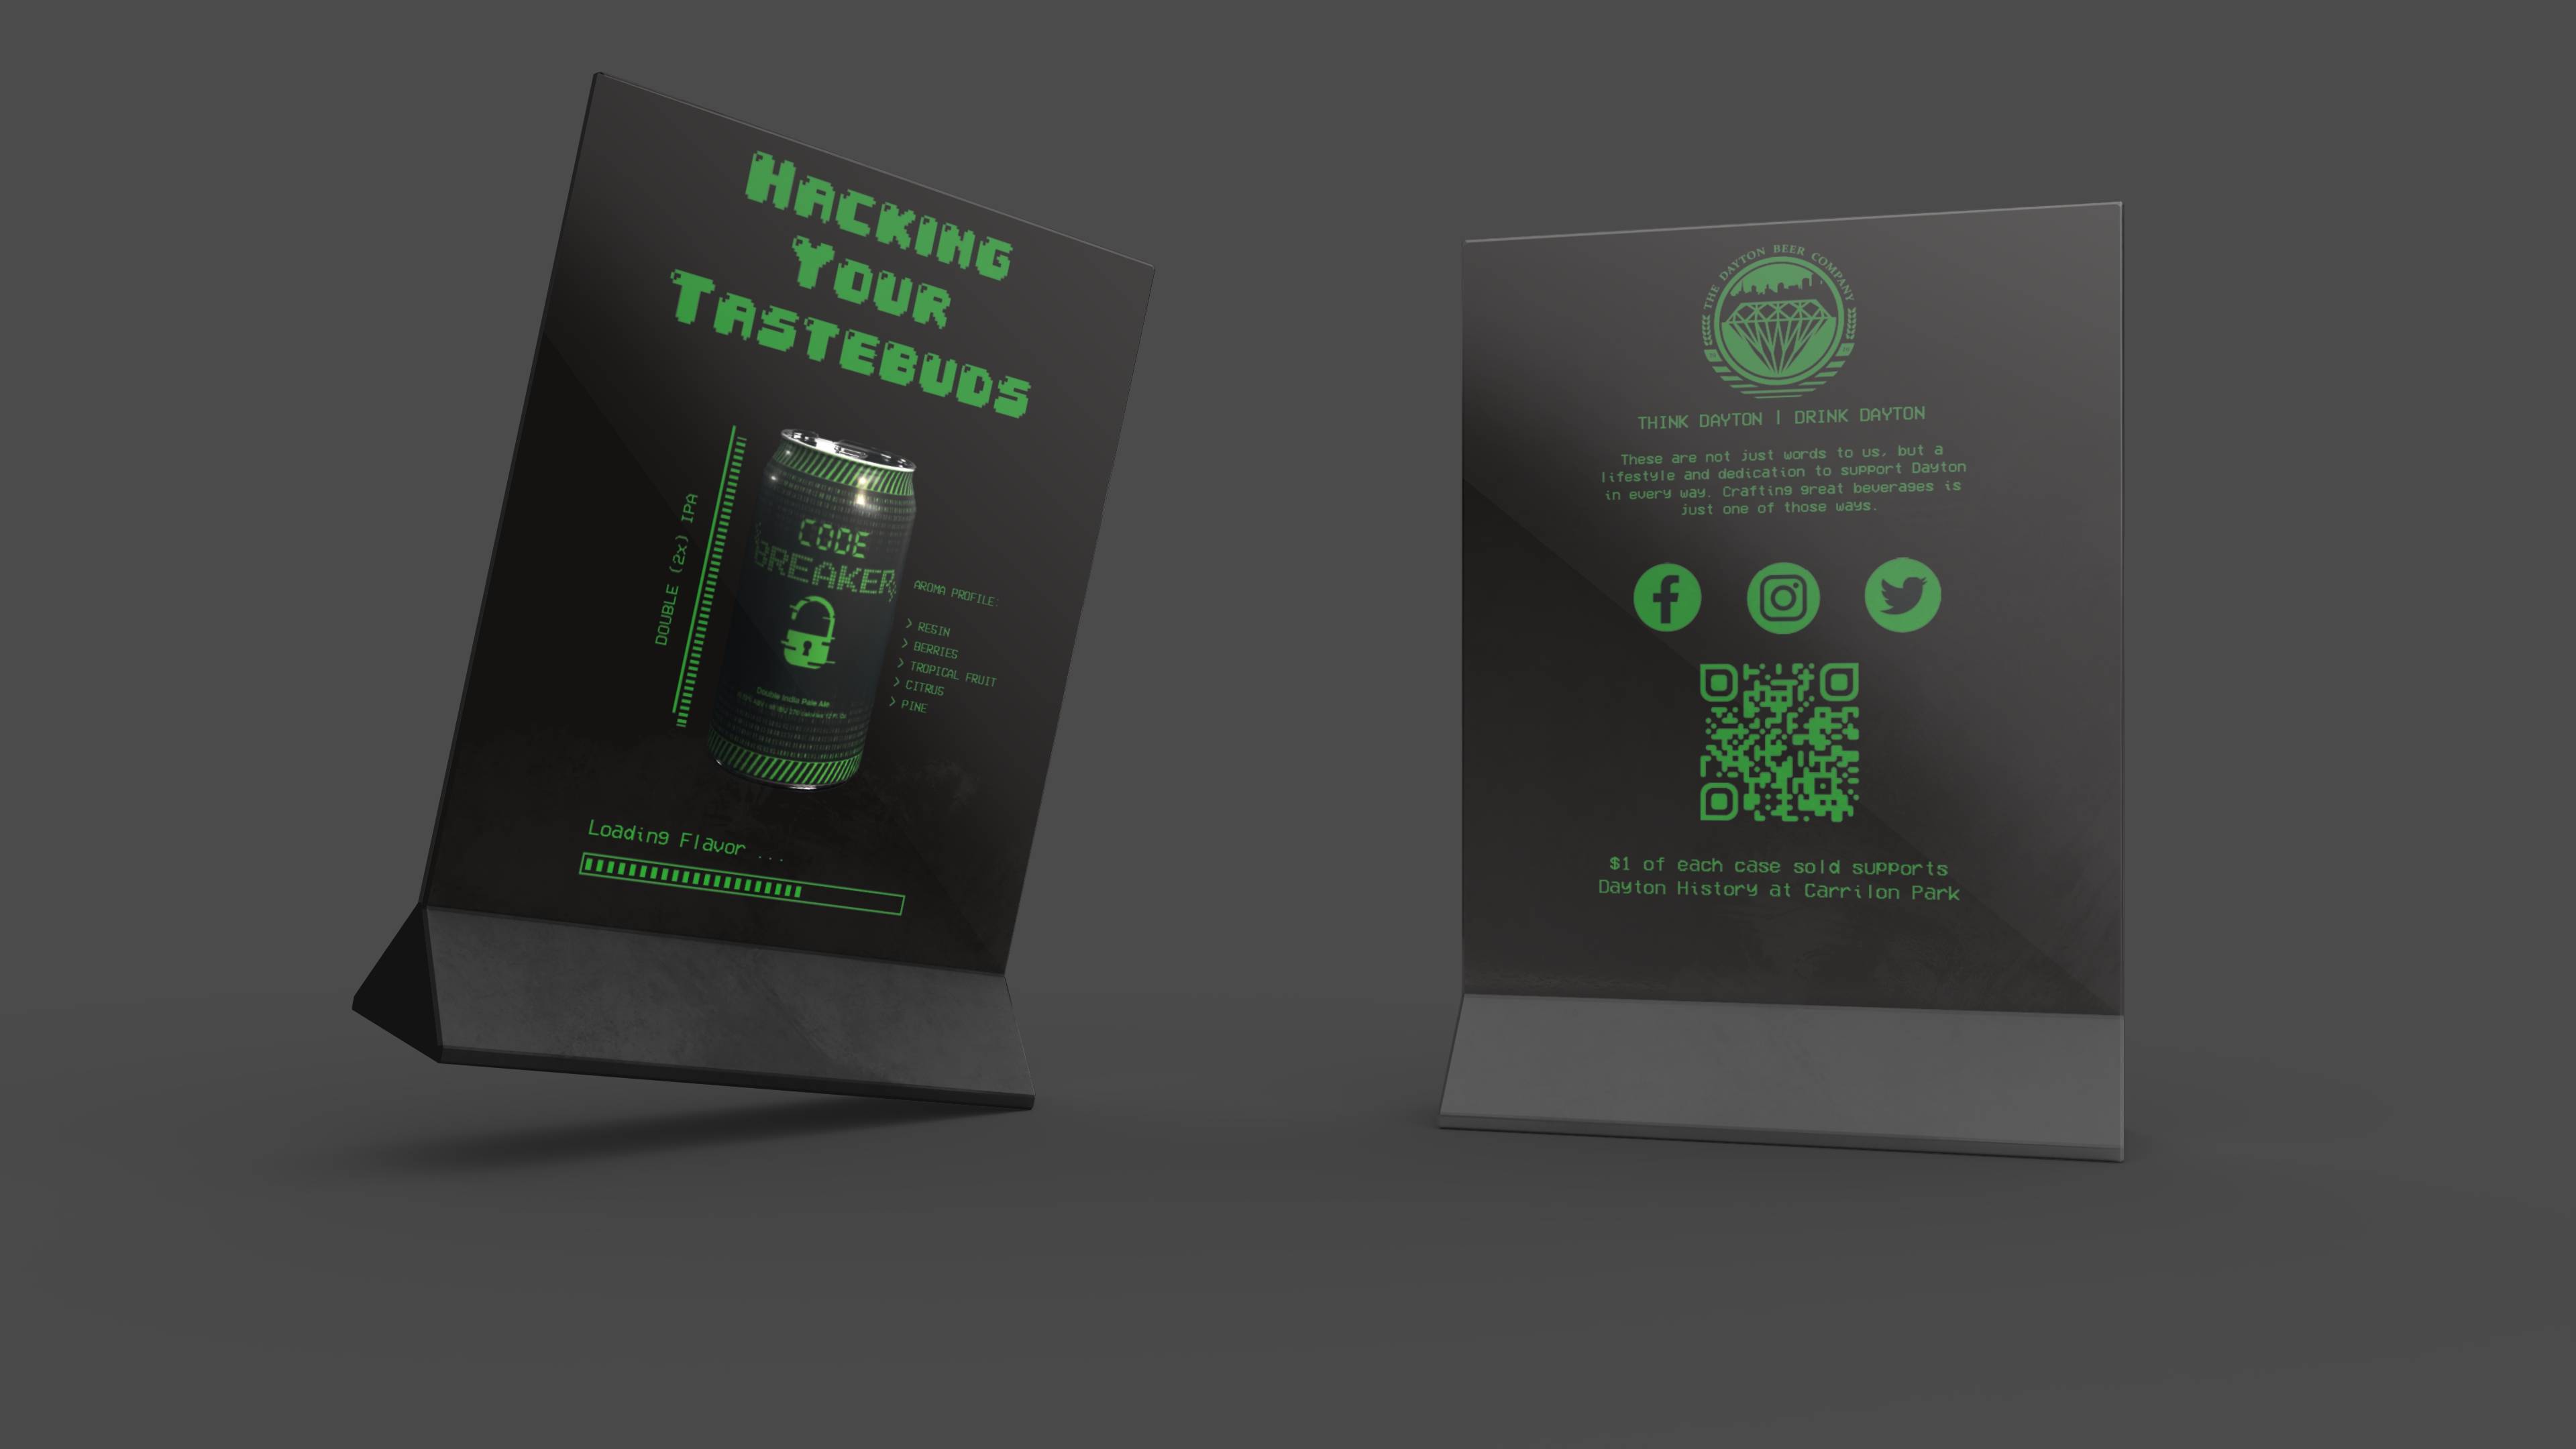 Hacking
Your
Tastebuds
DOUBLE (2x) IPA
CODE
BREAKER
Double India Pale Ale
AROMA PROFILE:
> RESIN
> BERRIES
> TROPICAL FRUIT
> CITRUS
> PINE
Loading Flavor ...
THE DAYTON BEER COMPANY
THINK DAYTON | DRINK DAYTON
These are not just words to us, but a
lifestyle and dedication to support Dayton
in every way. Crafting great beverages is
just one of those ways.
$1 of each case sold supports
Dayton History at Carrilon Park